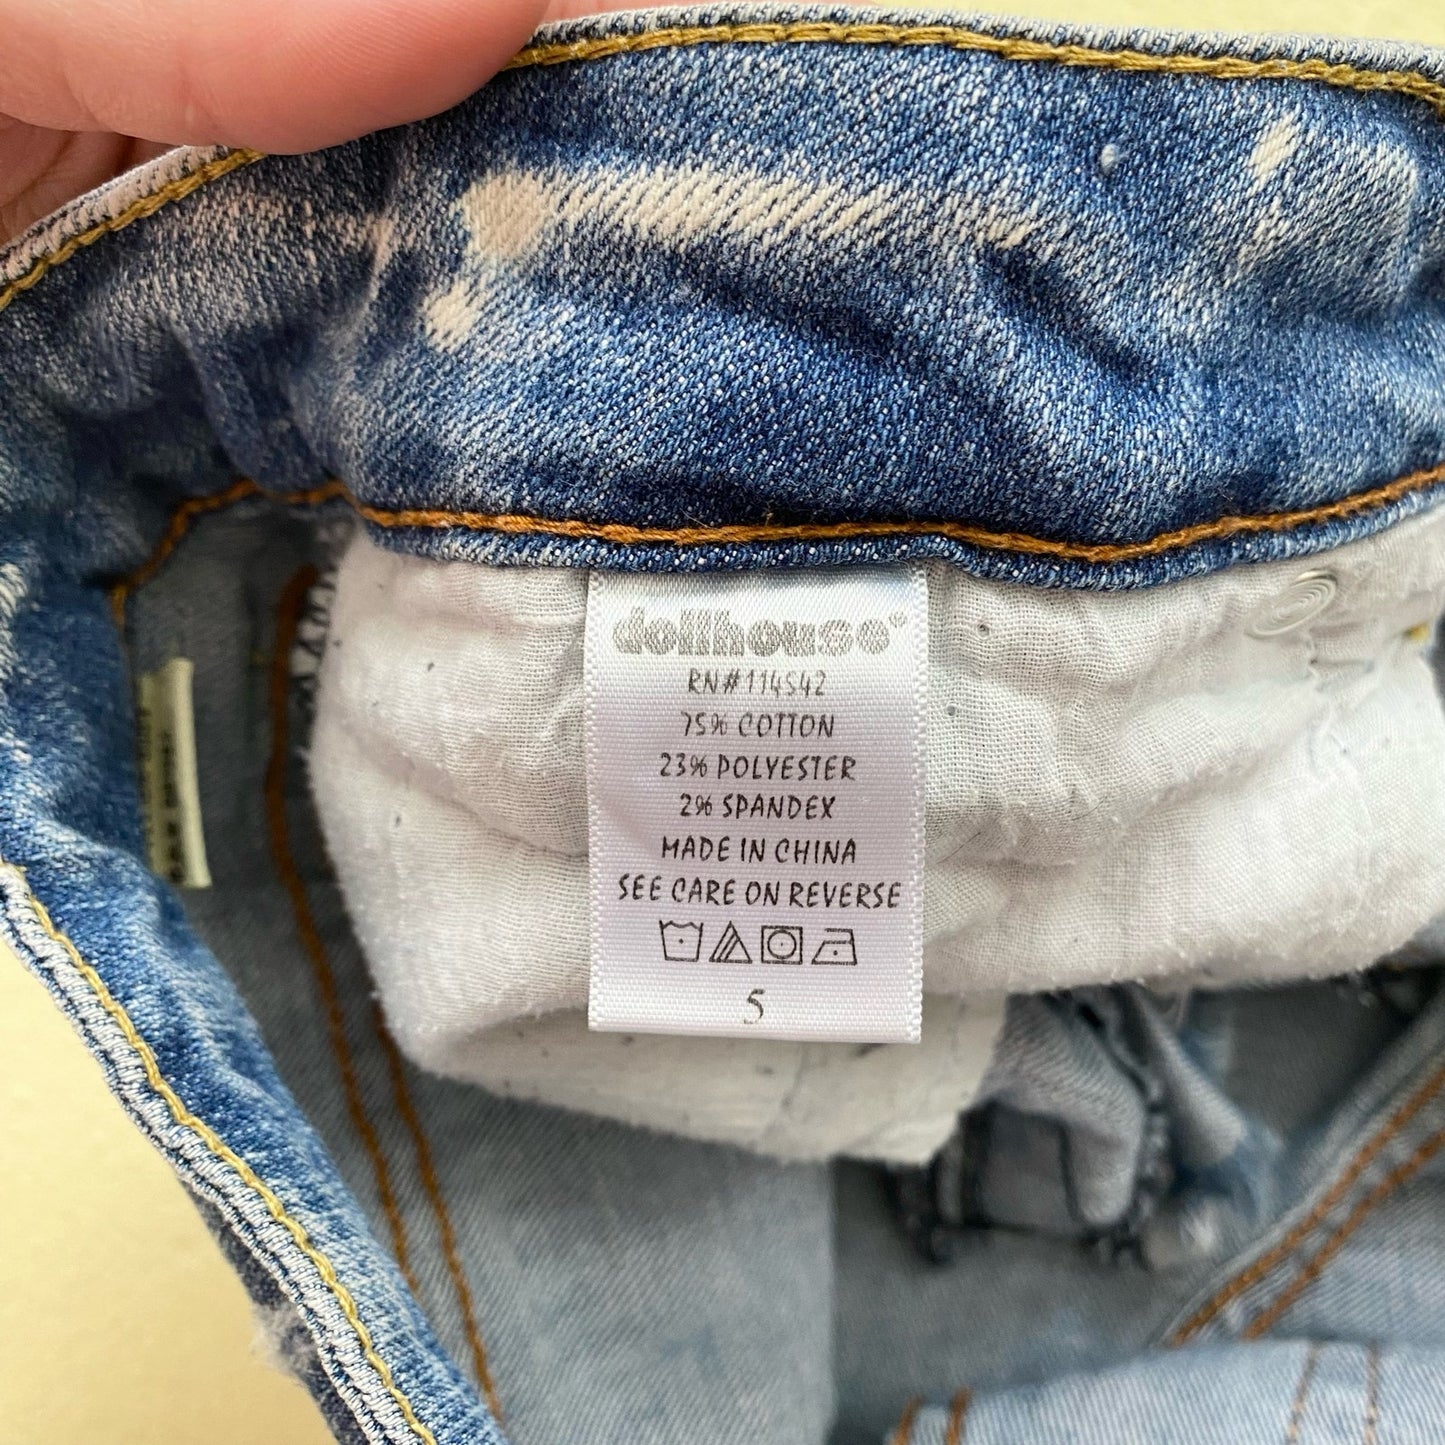 dollhouse®
RN#114542
75% COTTON
23% POLYESTER
2% SPANDEX
MADE IN CHINA
SEE CARE ON REVERSE
5